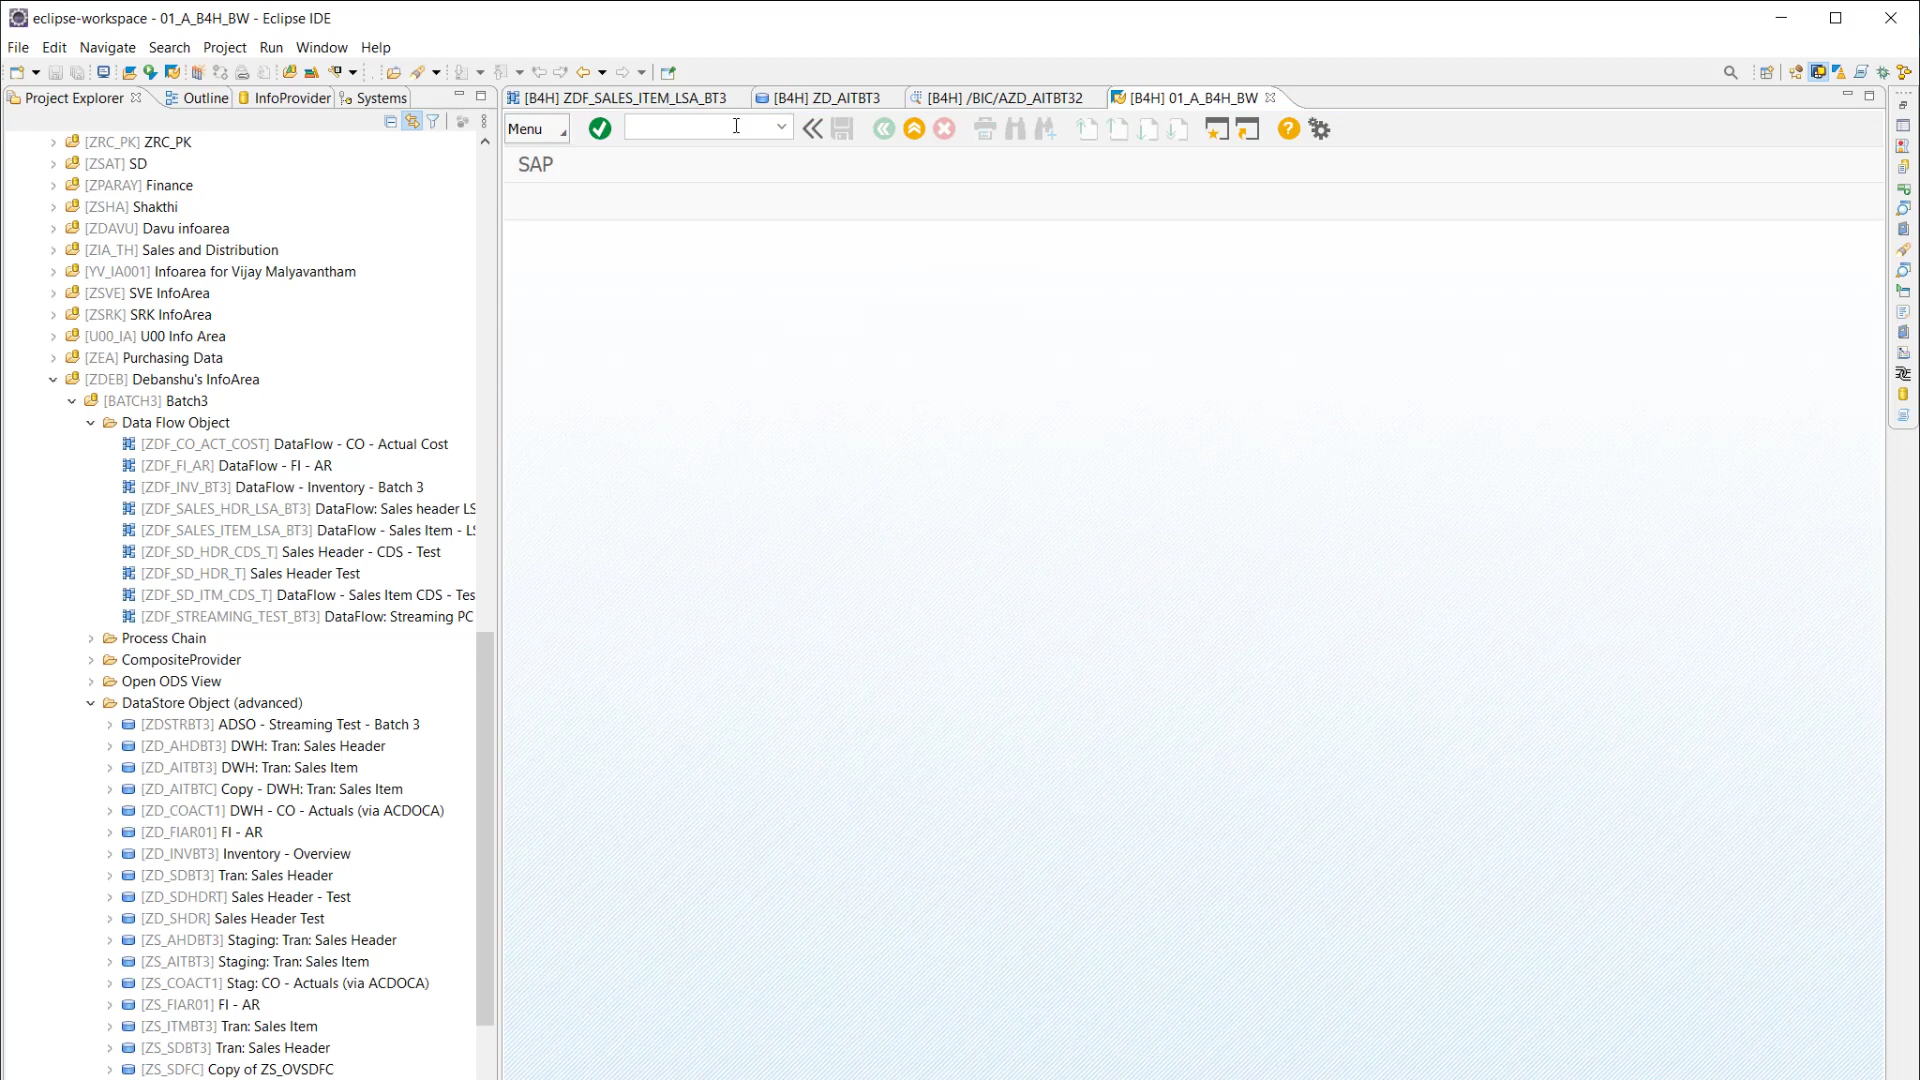 eclipse-workspace - 01_A_B4H_BW - Eclipse IDE
File Edit Navigate Search Project Run Window Help
Project Explorer Outline InfoProvider Systems
[B4H] ZDF_SALES_ITEM_LSA_BT3 [B4H] ZD_AITBT3 [B4H] /BIC/AZD_AITBT32 [B4H] 01_A_B4H_BW
Menu
SAP
[ZRC_PK] ZRC_PK
[ZSAT] SD
[ZPARAY] Finance
[ZSHA] Shakthi
[ZDAVU] Davu infoarea
[ZIA_TH] Sales and Distribution
[YV_IA001] Infoarea for Vijay Malyavantham
[ZSVE] SVE InfoArea
[ZSRK] SRK InfoArea
[U00_IA] U00 Info Area
[ZEA] Purchasing Data
[ZDEB] Debanshu's InfoArea
[BATCH3] Batch3
Data Flow Object
[ZDF_CO_ACT_COST] DataFlow - CO - Actual Cost
[ZDF_FI_AR] DataFlow - FI - AR
[ZDF_INV_BT3] DataFlow - Inventory - Batch 3
[ZDF_SALES_HDR_LSA_BT3] DataFlow: Sales header LS
[ZDF_SALES_ITEM_LSA_BT3] DataFlow - Sales Item - LS
[ZDF_SD_HDR_CDS_T] Sales Header - CDS - Test
[ZDF_SD_HDR_T] Sales Header Test
[ZDF_SD_ITM_CDS_T] DataFlow - Sales Item CDS - Tes
[ZDF_STREAMING_TEST_BT3] DataFlow: Streaming PC
Process Chain
CompositeProvider
Open ODS View
DataStore Object (advanced)
[ZDSTRBT3] ADSO - Streaming Test - Batch 3
[ZD_AHDBT3] DWH: Tran: Sales Header
[ZD_AITBT3] DWH: Tran: Sales Item
[ZD_AITBTC] Copy - DWH: Tran: Sales Item
[ZD_COACT1] DWH - CO - Actuals (via ACDOCA)
[ZD_FIAR01] FI - AR
[ZD_INVBT3] Inventory - Overview
[ZD_SDBT3] Tran: Sales Header
[ZD_SDHDRT] Sales Header - Test
[ZD_SHDR] Sales Header Test
[ZS_AHDBT3] Staging: Tran: Sales Header
[ZS_AITBT3] Staging: Tran: Sales Item
[ZS_COACT1] Stag: CO - Actuals (via ACDOCA)
[ZS_FIAR01] FI - AR
[ZS_ITMBT3] Tran: Sales Item
[ZS_SDBT3] Tran: Sales Header
[ZS_SDFC] Copy of ZS_OVSDFC